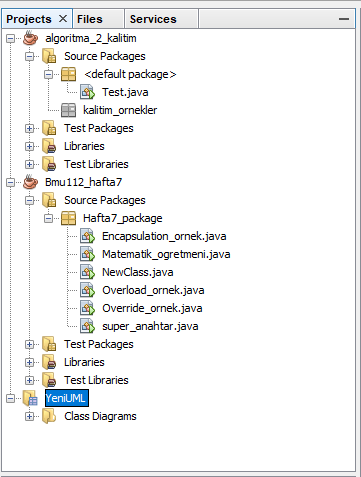 Projects Files Services
algoritma_2_kalitim
Source Packages
<default package>
Test.java
kalitim_ornekler
Test Packages
Libraries
Test Libraries
Bmu112_hafta7
Source Packages
Hafta7_package
Encapsulation_ornek.java
Matematik_ogretmeni.java
NewClass.java
Overload_ornek.java
Override_ornek.java
super_anahtar.java
Test Packages
Libraries
Test Libraries
YeniUML
Class Diagrams